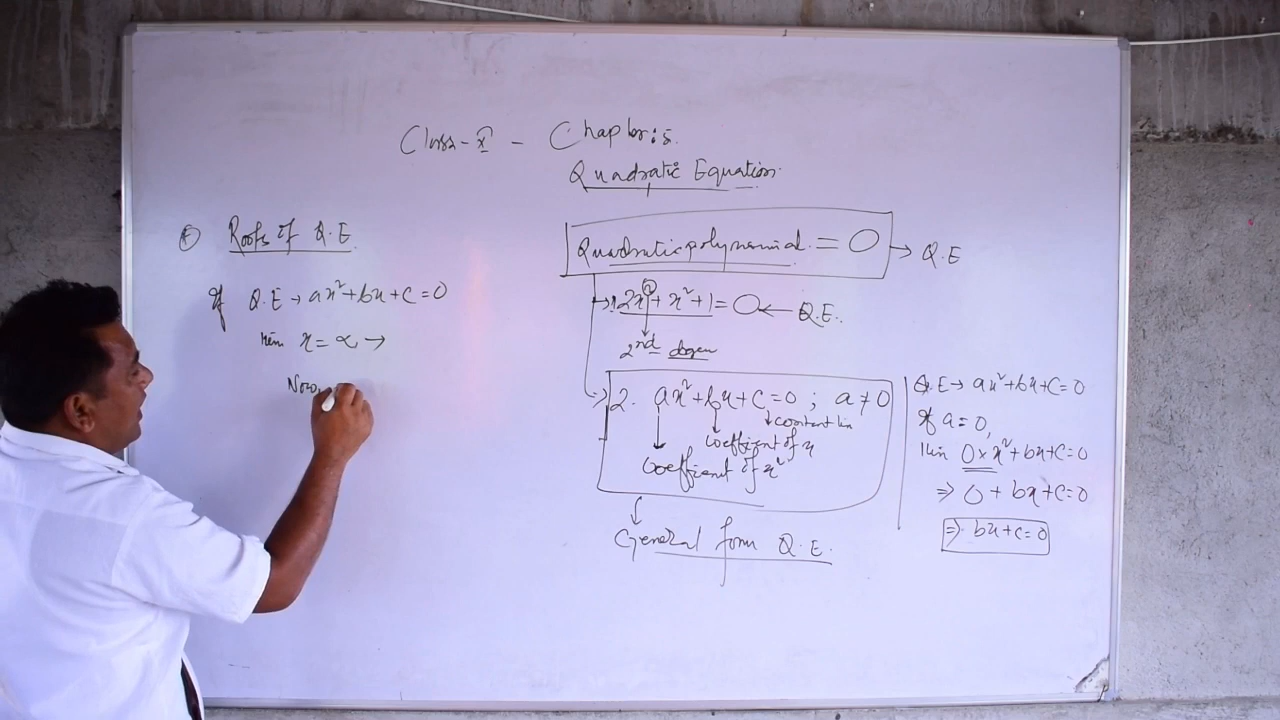 Class-X - Chapter: 5
Quadratic Equation
Roots of Q.E
If Q.E → ax²+bx+c=0
then x = α →
Now,
Quadratic polynomial = 0 → Q.E
1. 2x²+x²+1=0 ← Q.E.
2nd degree
2. ax²+bx+c=0 ; a≠0
constant
coefficient of x
coefficient of x²
General form Q.E.
Q.E → ax²+bx+c=0
If a=0,
then 0×x²+bx+c=0
⇒ 0+bx+c=0
⇒ bx+c=0